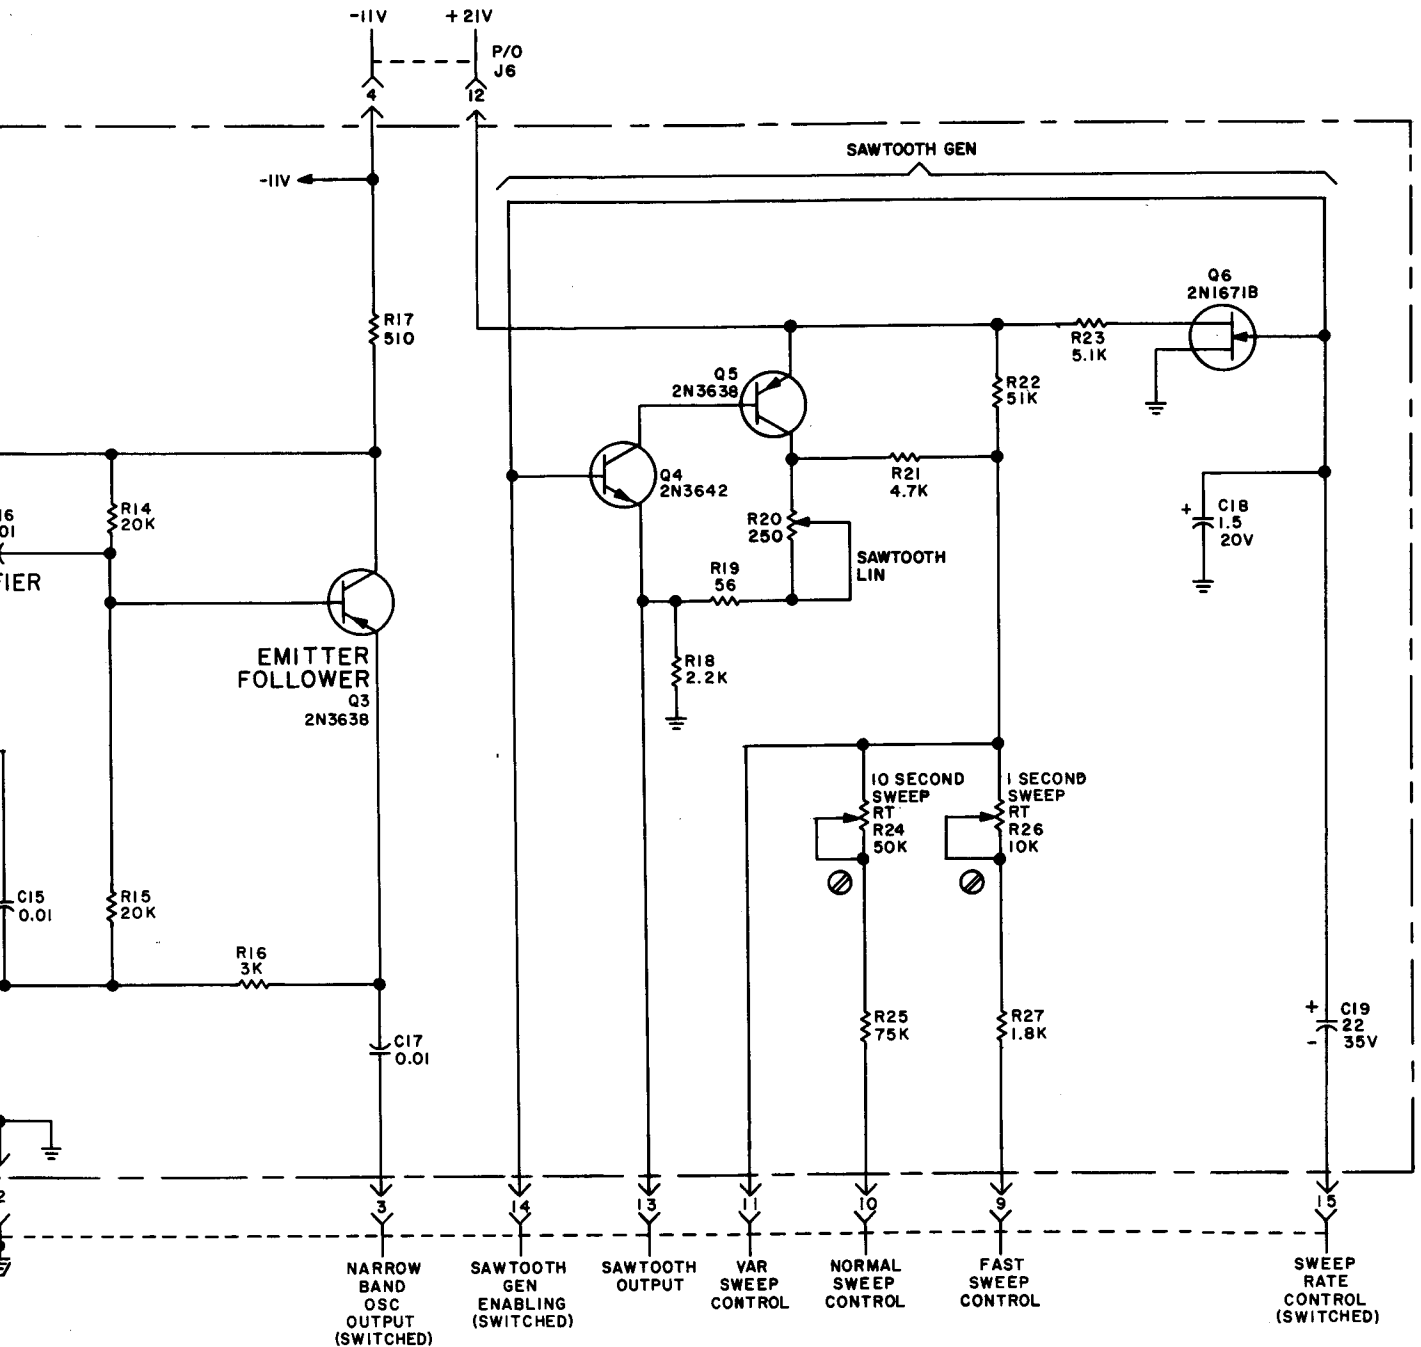 -11V
+21V
P/O
J6
4
12
SAWTOOTH GEN
-11V
Q6
2N1671B
R17
510
R23
5.1K
Q5
2N3638
R22
51K
Q4
2N3642
R21
4.7K
R14
20K
R20
250
C18
+
1.5
20V
SAWTOOTH
LIN
R19
56
EMITTER
FOLLOWER
Q3
2N3638
R18
2.2K
10 SECOND
SWEEP
RT
R24
50K
1 SECOND
SWEEP
RT
R26
10K
C15
0.01
R15
20K
R16
3K
C17
0.01
R25
75K
R27
1.8K
+
C19
22
35V
-
3
14
13
11
10
9
15
NARROW
BAND
OSC
OUTPUT
(SWITCHED)
SAWTOOTH
GEN
ENABLING
(SWITCHED)
SAWTOOTH
OUTPUT
VAR
SWEEP
CONTROL
NORMAL
SWEEP
CONTROL
FAST
SWEEP
CONTROL
SWEEP
RATE
CONTROL
(SWITCHED)